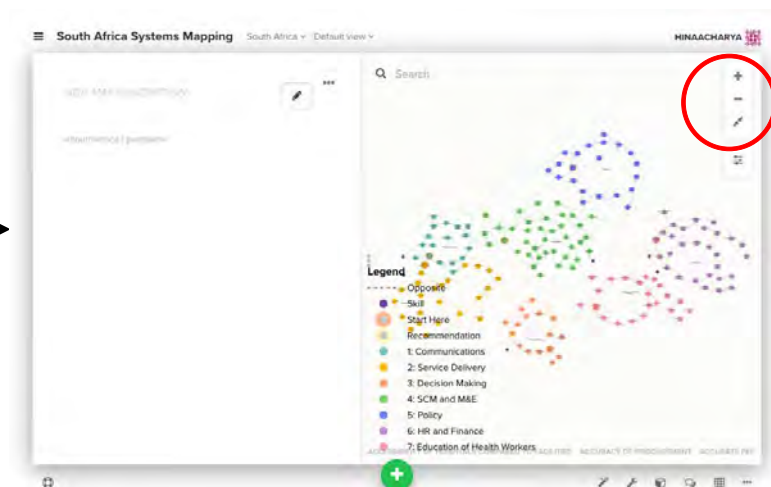 South Africa Systems Mapping South Africa Default view
HINAACHARYA
Search
Legend
Opposite
Skill
Start Here
Recommendation
1: Communications
2: Service Delivery
3: Decision Making
4: SCM and M&E
5: Policy
6: HR and Finance
7: Education of Health Workers